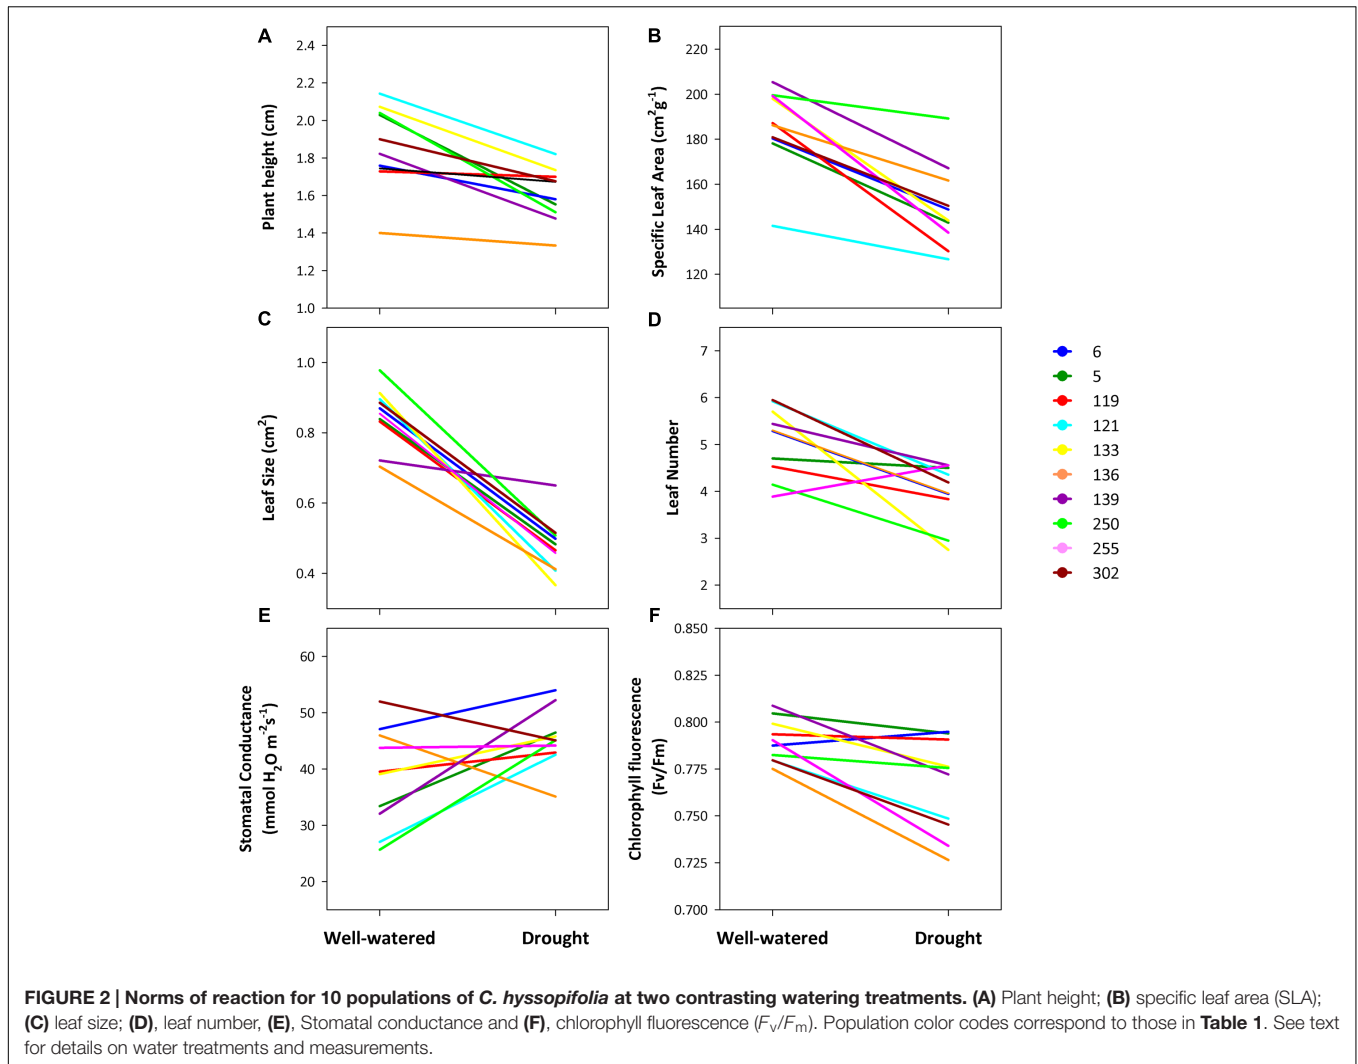 A
Plant height (cm)
2.4
2.2
2.0
1.8
1.6
1.4
1.2
1.0
B
Specific Leaf Area (cm²g⁻¹)
220
200
180
160
140
120
C
Leaf Size (cm²)
1.0
0.8
0.6
0.4
D
Leaf Number
7
6
5
4
3
2
6
5
119
121
133
136
139
250
255
302
E
Stomatal Conductance
(mmol H₂O m⁻²s⁻¹)
60
50
40
30
20
Well-watered Drought
F
Chlorophyll fluorescence
(Fv/Fm)
0.850
0.825
0.800
0.775
0.750
0.725
0.700
Well-watered Drought
FIGURE 2 | Norms of reaction for 10 populations of C. hyssopifolia at two contrasting watering treatments. (A) Plant height; (B) specific leaf area (SLA);
(C) leaf size; (D), leaf number, (E), Stomatal conductance and (F), chlorophyll fluorescence (Fᵥ/Fₘ). Population color codes correspond to those in Table 1. See text
for details on water treatments and measurements.